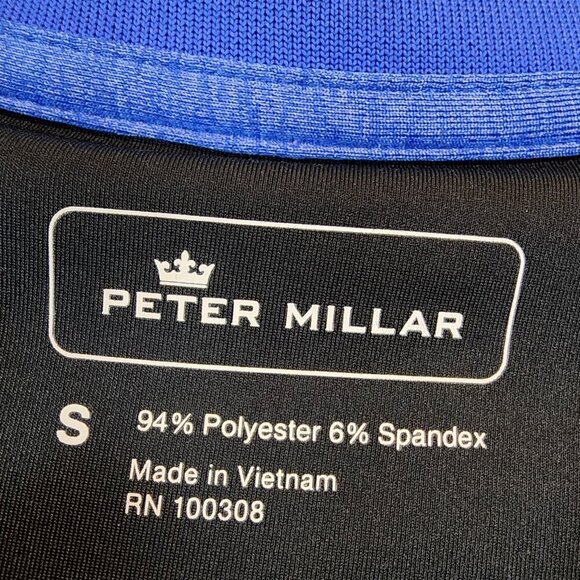 PETER MILLAR
S 94% Polyester 6% Spandex
Made in Vietnam
RN 100308